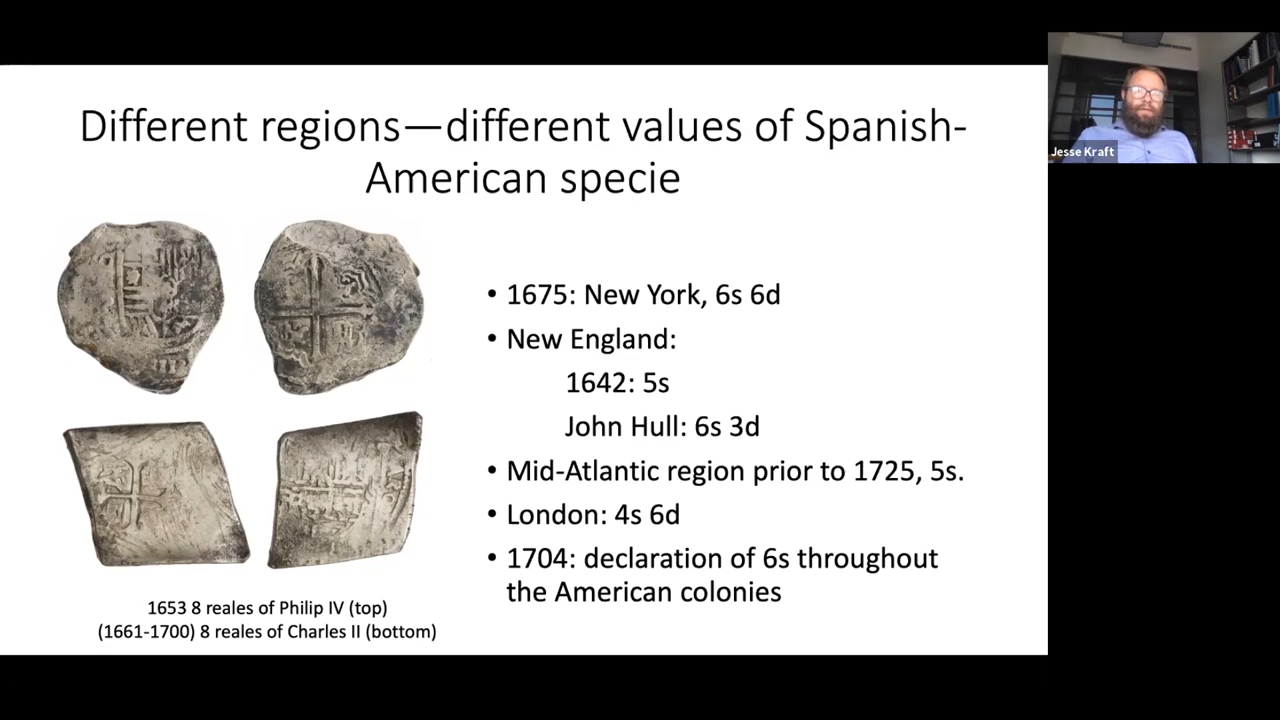 Different regions—different values of Spanish-
American specie
Jesse Kraft
• 1675: New York, 6s 6d
• New England:
1642: 5s
John Hull: 6s 3d
• Mid-Atlantic region prior to 1725, 5s.
• London: 4s 6d
• 1704: declaration of 6s throughout
the American colonies
1653 8 reales of Philip IV (top)
(1661-1700) 8 reales of Charles II (bottom)